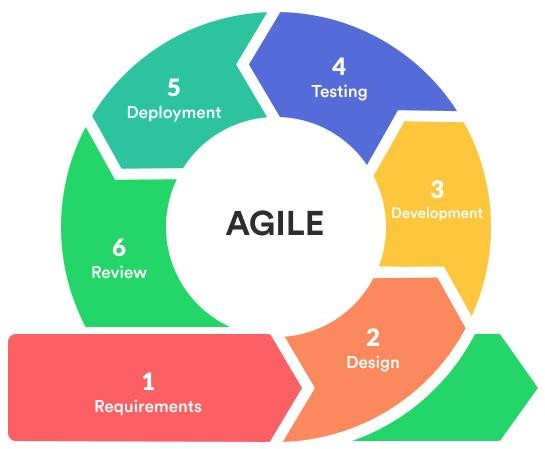 AGILE
1
Requirements
2
Design
3
Development
4
Testing
5
Deployment
6
Review